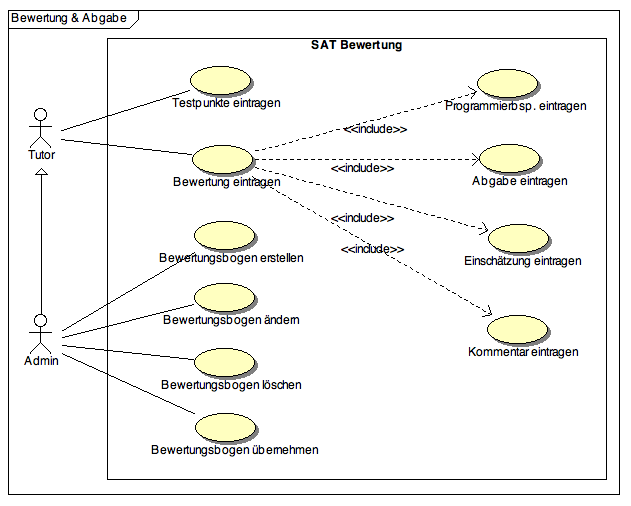 Bewertung & Abgabe
SAT Bewertung
Testpunkte eintragen
Programmierbsp. eintragen
<<include>>
Tutor
Bewertung eintragen
<<include>>
Abgabe eintragen
<<include>>
<<include>>
Bewertungsbogen erstellen
Einschätzung eintragen
Bewertungsbogen ändern
Kommentar eintragen
Admin
Bewertungsbogen löschen
Bewertungsbogen übernehmen